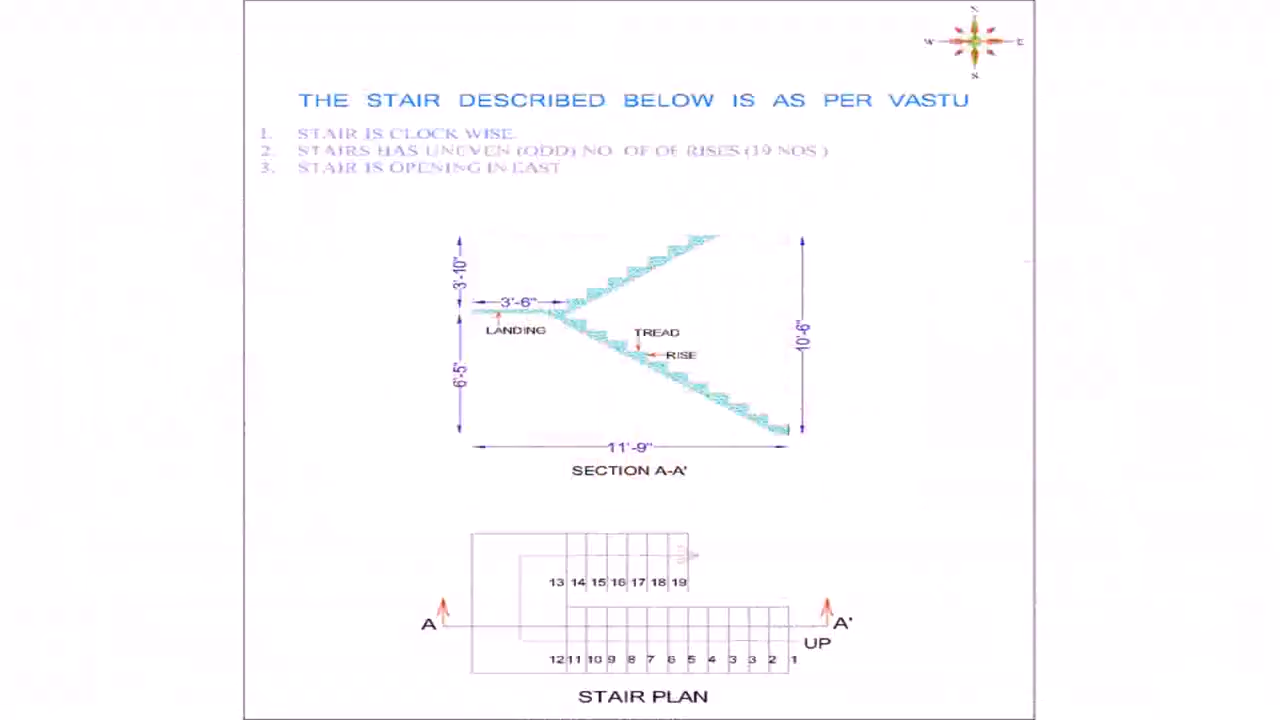 N
W E
S
THE STAIR DESCRIBED BELOW IS AS PER VASTU
1. STAIR IS CLOCK WISE.
2. STAIRS HAS UNEVEN (ODD) NO. OF OF RISES (19 NOS.)
3. STAIR IS OPENING IN EAST
3'-10"
3'-6"
LANDING
TREAD
RISE
10'-6"
6'-5"
11'-9"
SECTION A-A'
13 14 15 16 17 18 19
A A'
UP
12 11 10 9 8 7 6 5 4 3 3 2 1
STAIR PLAN